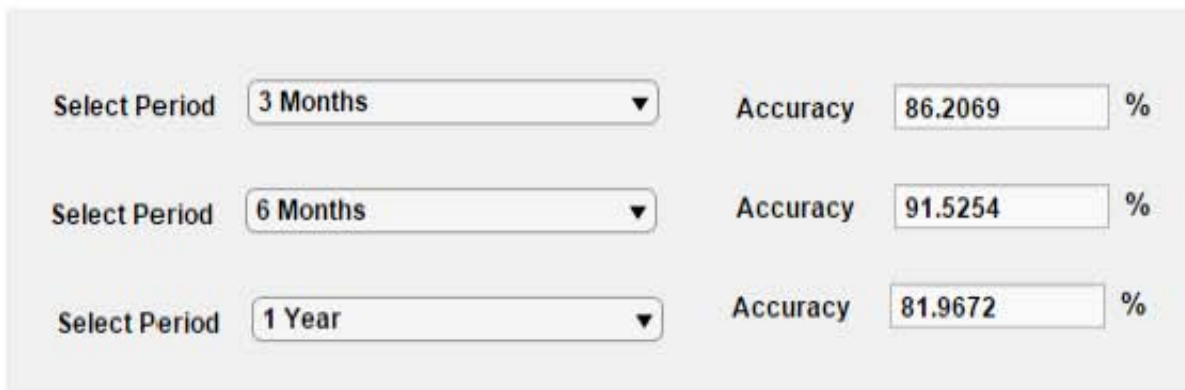 Select Period 3 Months Accuracy 86.2069 %
Select Period 6 Months Accuracy 91.5254 %
Select Period 1 Year Accuracy 81.9672 %